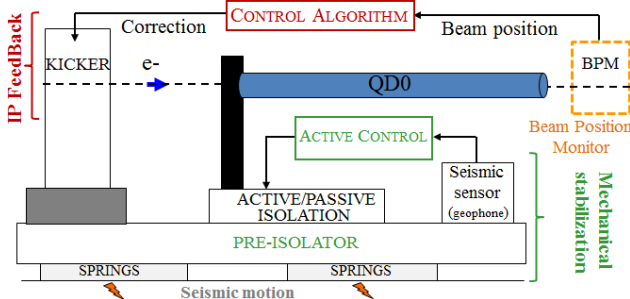 CONTROL ALGORITHM
Correction
Beam position
IP FeedBack
KICKER
e-
QD0
BPM
Beam Position
Monitor
ACTIVE CONTROL
Seismic
sensor
(geophone)
ACTIVE/PASSIVE
ISOLATION
Mechanical
stabilization
PRE-ISOLATOR
SPRINGS
SPRINGS
Seismic motion